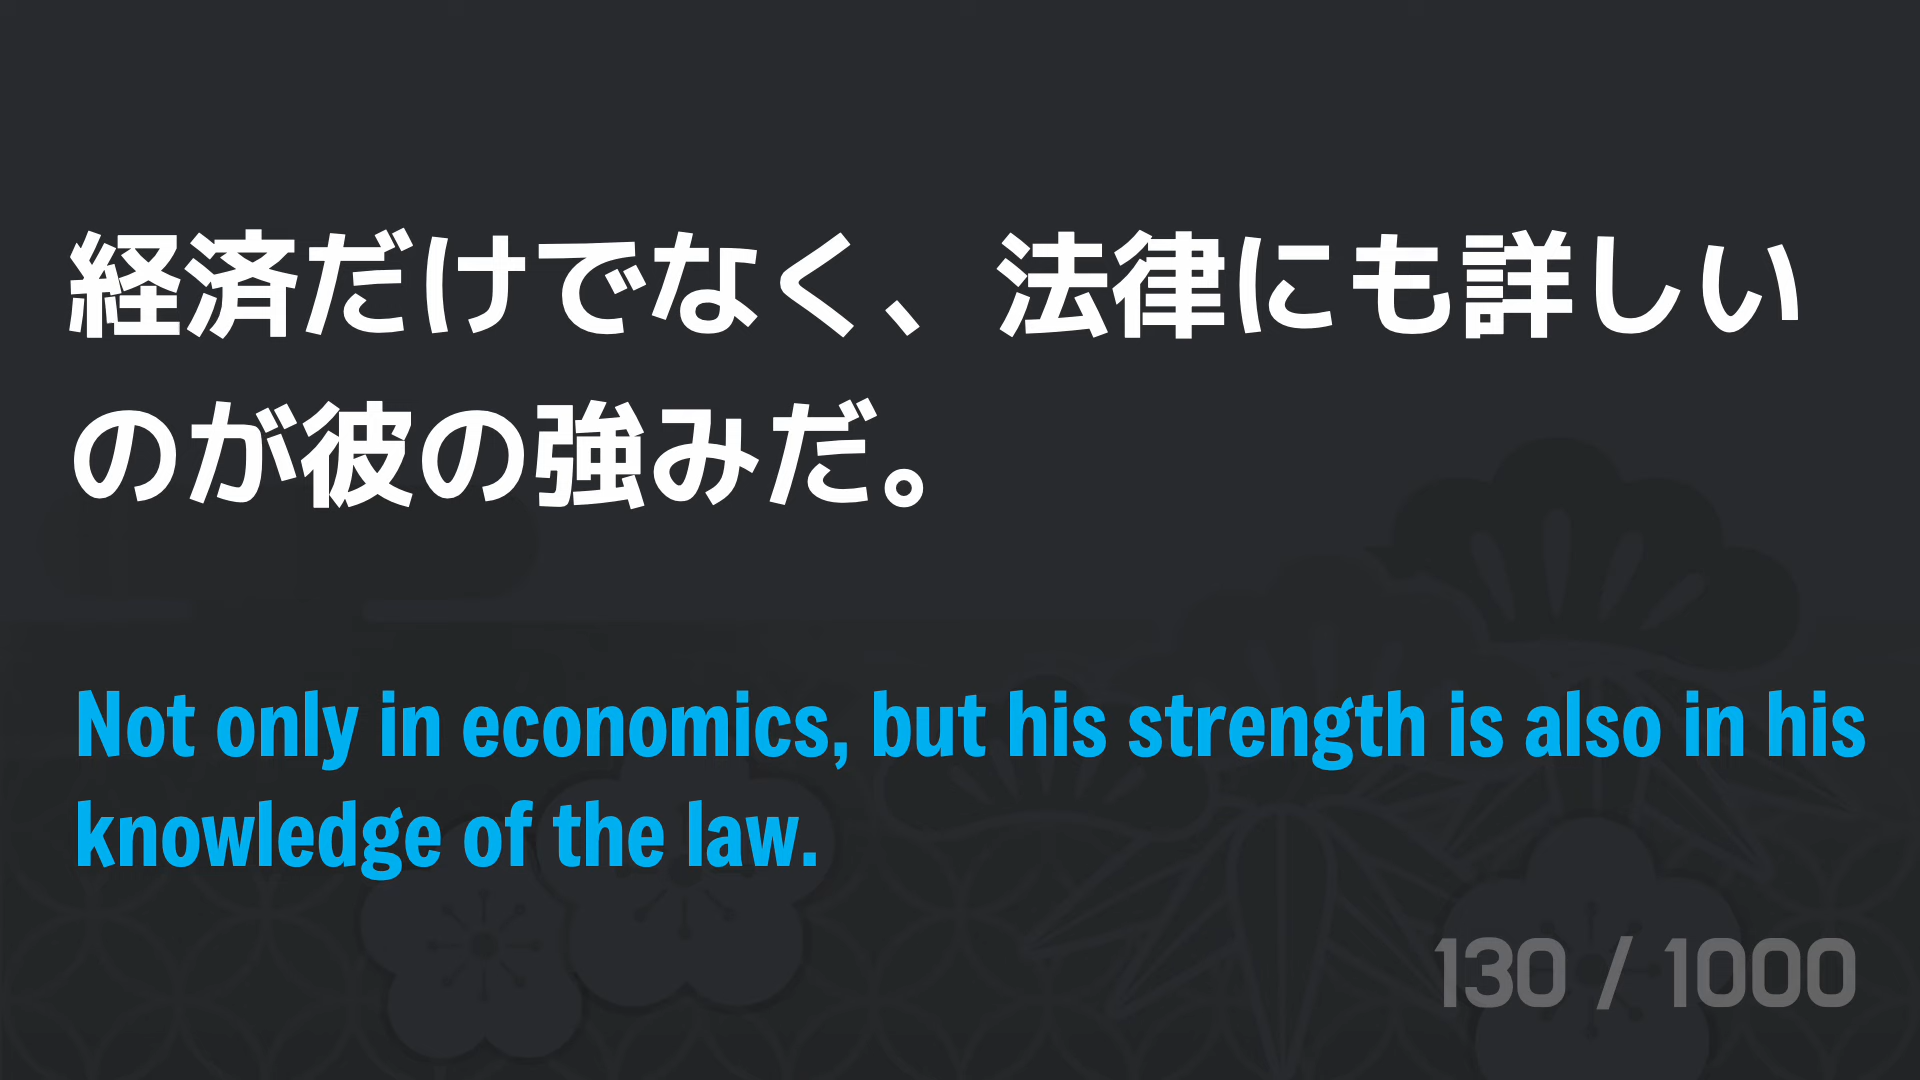 経済だけでなく、法律にも詳しい
のが彼の強みだ。
Not only in economics, but his strength is also in his
knowledge of the law.
130 / 1000